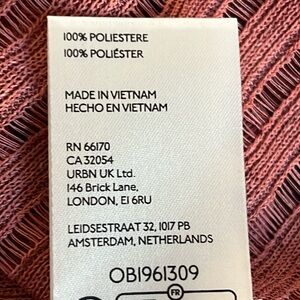 100% POLIESTERE
100% POLIÉSTER
MADE IN VIETNAM
HECHO EN VIETNAM
RN 66170
CA 32054
URBN UK Ltd.
146 Brick Lane,
LONDON, E1 6RU
LEIDSESTRAAT 32, 1017 PB
AMSTERDAM, NETHERLANDS
OB1961309
FR